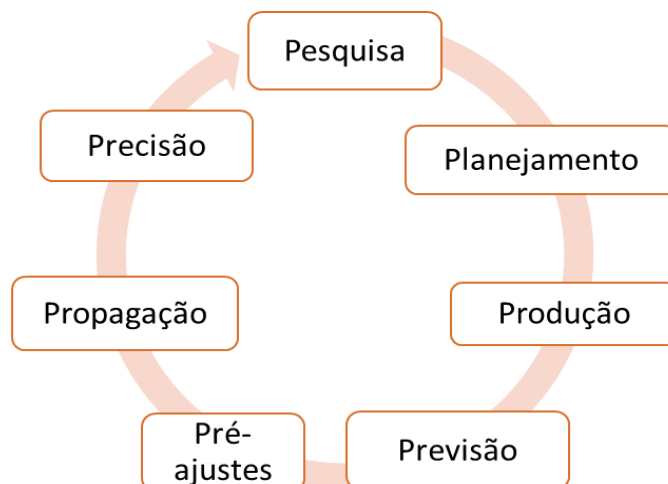 Pesquisa
Planejamento
Produção
Previsão
Pré-
ajustes
Propagação
Precisão